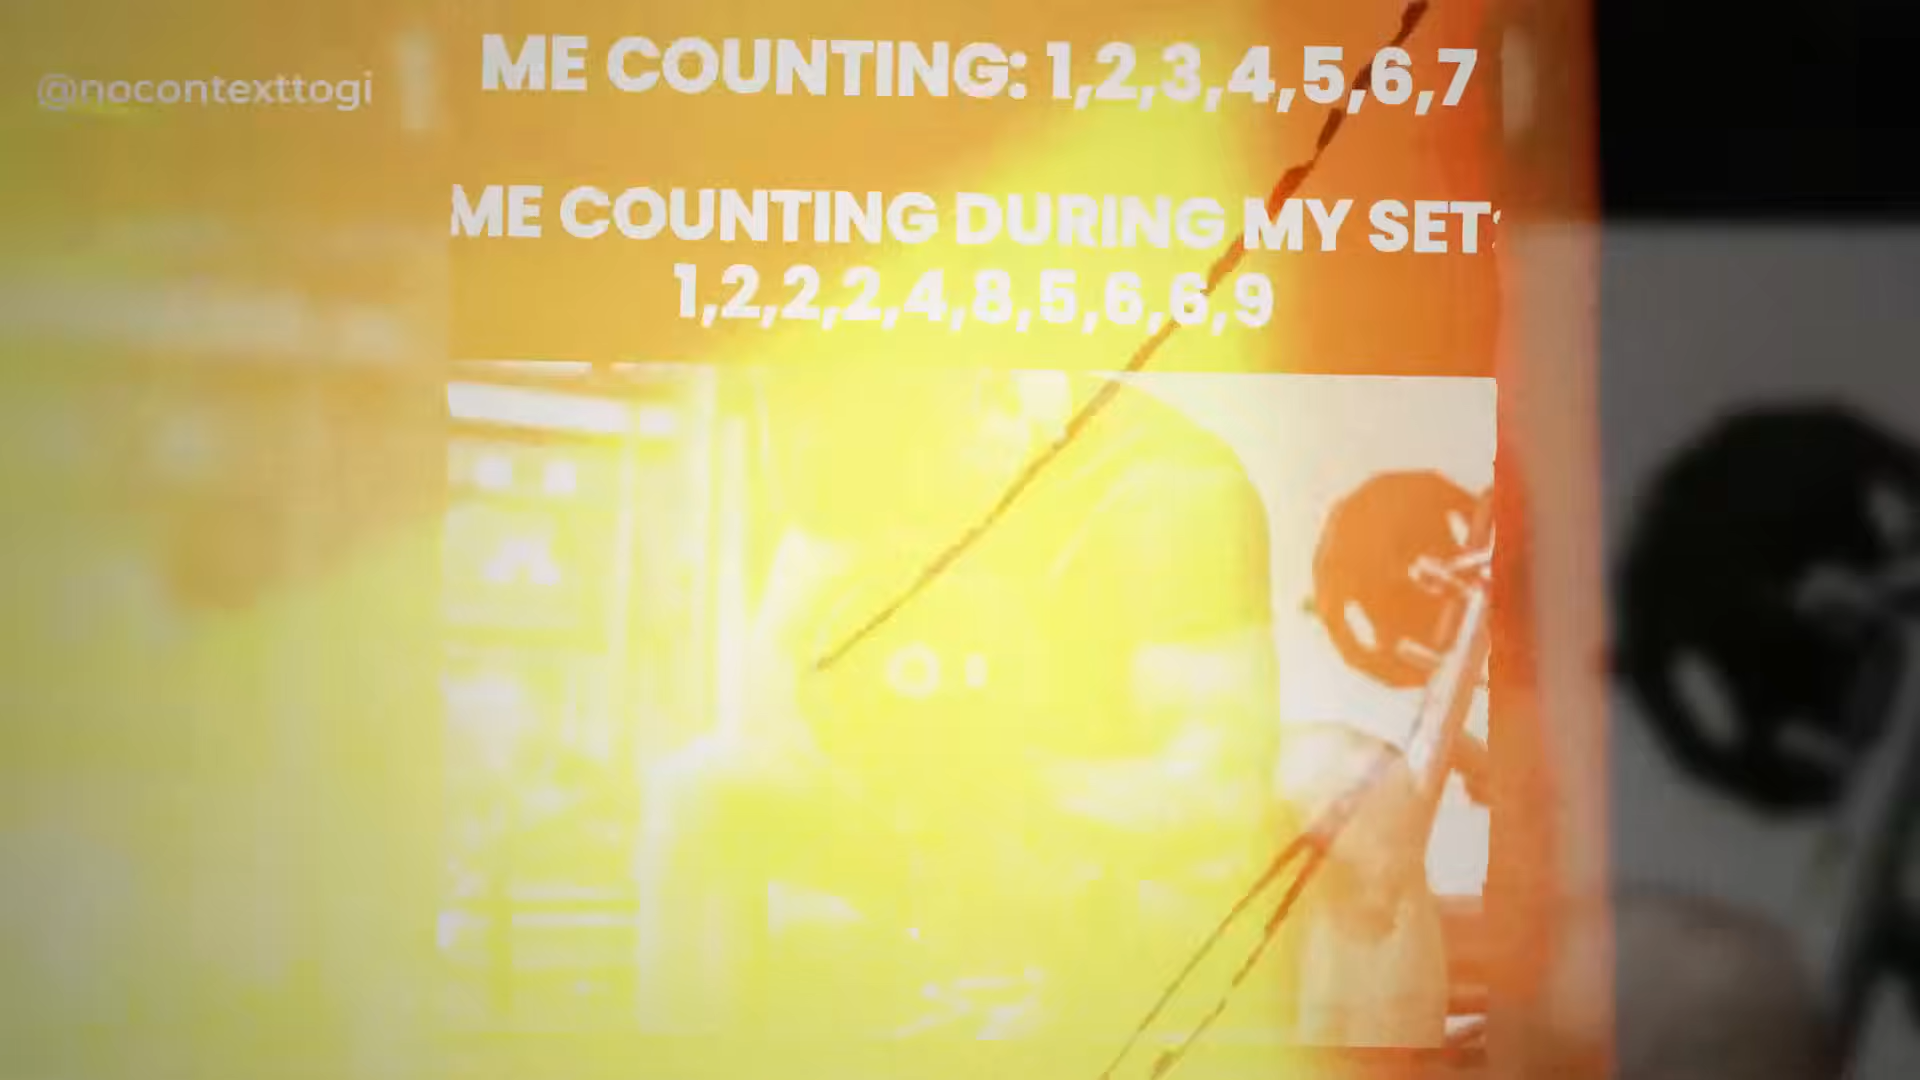 @nocontexttogi
ME COUNTING: 1,2,3,4,5,6,7
ME COUNTING DURING MY SET:
1,2,2,2,4,8,5,6,6,9